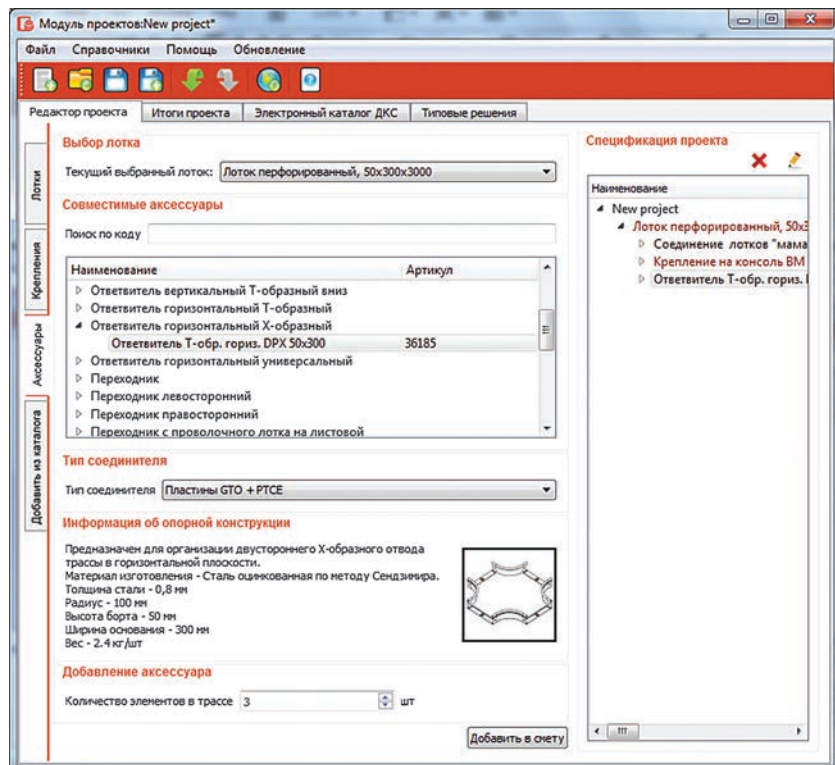 Модуль проектов:New project*
Файл Справочники Помощь Обновление
Редактор проекта Итоги проекта Электронный каталог ДКС Типовые решения
Лотки
Крепления
Аксессуары
Добавить из каталога
Выбор лотка
Текущий выбранный лоток: Лоток перфорированный, 50x300x3000
Совместимые аксессуары
Поиск по коду
Наименование Артикул
Ответвитель вертикальный Т-образный вниз
Ответвитель горизонтальный Т-образный
Ответвитель горизонтальный Х-образный
Ответвитель Т-обр. гориз. DPX 50x300 36185
Ответвитель горизонтальный универсальный
Переходник
Переходник левосторонний
Переходник правосторонний
Переходник с проволочного лотка на листовой
Тип соединителя
Тип соединителя Пластины GTO + PTCE
Информация об опорной конструкции
Предназначен для организации двустороннего Х-образного отвода
трассы в горизонтальной плоскости.
Материал изготовления - Сталь оцинкованная по методу Сендзимира.
Толщина стали - 0,8 мм
Радиус - 100 мм
Высота борта - 50 мм
Ширина основания - 300 мм
Вес - 2.4 кг/шт
Добавление аксессуара
Количество элементов в трассе 3 шт
Добавить в смету
Спецификация проекта
Наименование
New project
Лоток перфорированный, 50x3
Соединение лотков "мама
Крепление на консоль BM
Ответвитель Т-обр. гориз.